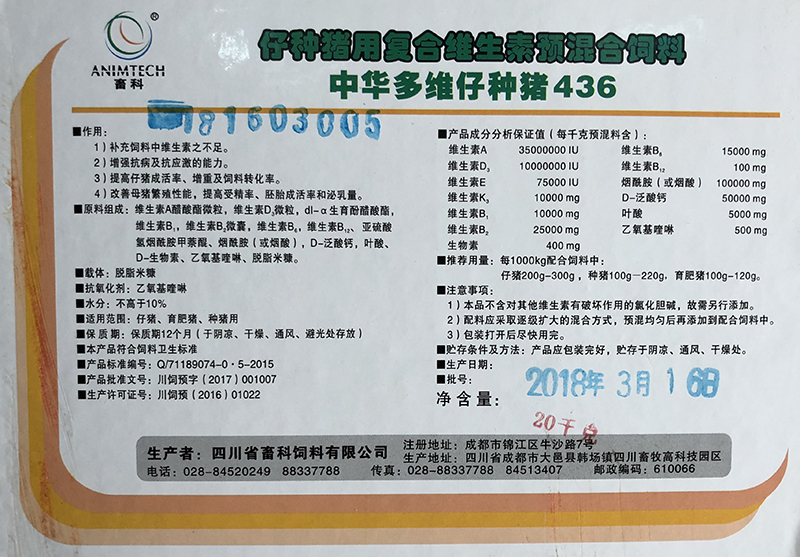 ®
ANIMTECH
畜科
仔种猪用复合维生素预混合饲料
中华多维仔种猪436
181603005
■作用：
1）补充饲料中维生素之不足。
2）增强抗病及抗应激的能力。
3）提高仔猪成活率、增重及饲料转化率。
4）改善母猪繁殖性能，提高受精率、胚胎成活率和泌乳量。
■原料组成：维生素A醋酸酯微粒，维生素D₃微粒，dl-α生育酚醋酸酯，
维生素B₁，维生素B₂微囊，维生素B₆，维生素B₁₂、亚硫酸
氢烟酰胺甲萘醌、烟酰胺（或烟酸），D-泛酸钙，叶酸、
D-生物素、乙氧基喹啉、脱脂米糠。
■载体：脱脂米糠
■抗氧化剂：乙氧基喹啉
■水分：不高于10%
■适用范围：仔猪、育肥猪、种猪用
■保 质 期：保质期12个月（于阴凉、干燥、通风、避光处存放）
■本产品符合饲料卫生标准
■产品标准编号：Q/71189074-0·5-2015
■产品批准文号：川饲预字（2017）001007
■生产许可证号：川饲预（2016）01022
■产品成分分析保证值（每千克预混料含）：
维生素A 35000000 IU 维生素B₆ 15000 mg
维生素D₃ 10000000 IU 维生素B₁₂ 100 mg
维生素E 75000 IU 烟酰胺（或烟酸） 100000 mg
维生素K₃ 10000 mg D-泛酸钙 50000 mg
维生素B₁ 10000 mg 叶酸 5000 mg
维生素B₂ 25000 mg 乙氧基喹啉 500 mg
生物素 400 mg
■推荐用量：每1000kg配合饲料中：
仔猪200g-300g，种猪100g—220g，育肥猪100g-120g。
■注意事项：
1）本品不含对其他维生素有破坏作用的氯化胆碱，故需另行添加。
2）配料应采取逐级扩大的混合方式，预混均匀后再添加到配合饲料中。
3）包装打开后尽快用完。
■贮存条件及方法：产品应包装完好，贮存于阴凉、通风、干燥处。
■生产日期：
■批号：
2018年 3月 16日
净含量：
20千克
生产者：四川省畜科饲料有限公司
注册地址：成都市锦江区牛沙路7号
生产地址：四川省成都市大邑县韩场镇四川畜牧高科技园区
电话：028-84520249 88337788 传真：028-88337788 84513407 邮政编码：610066